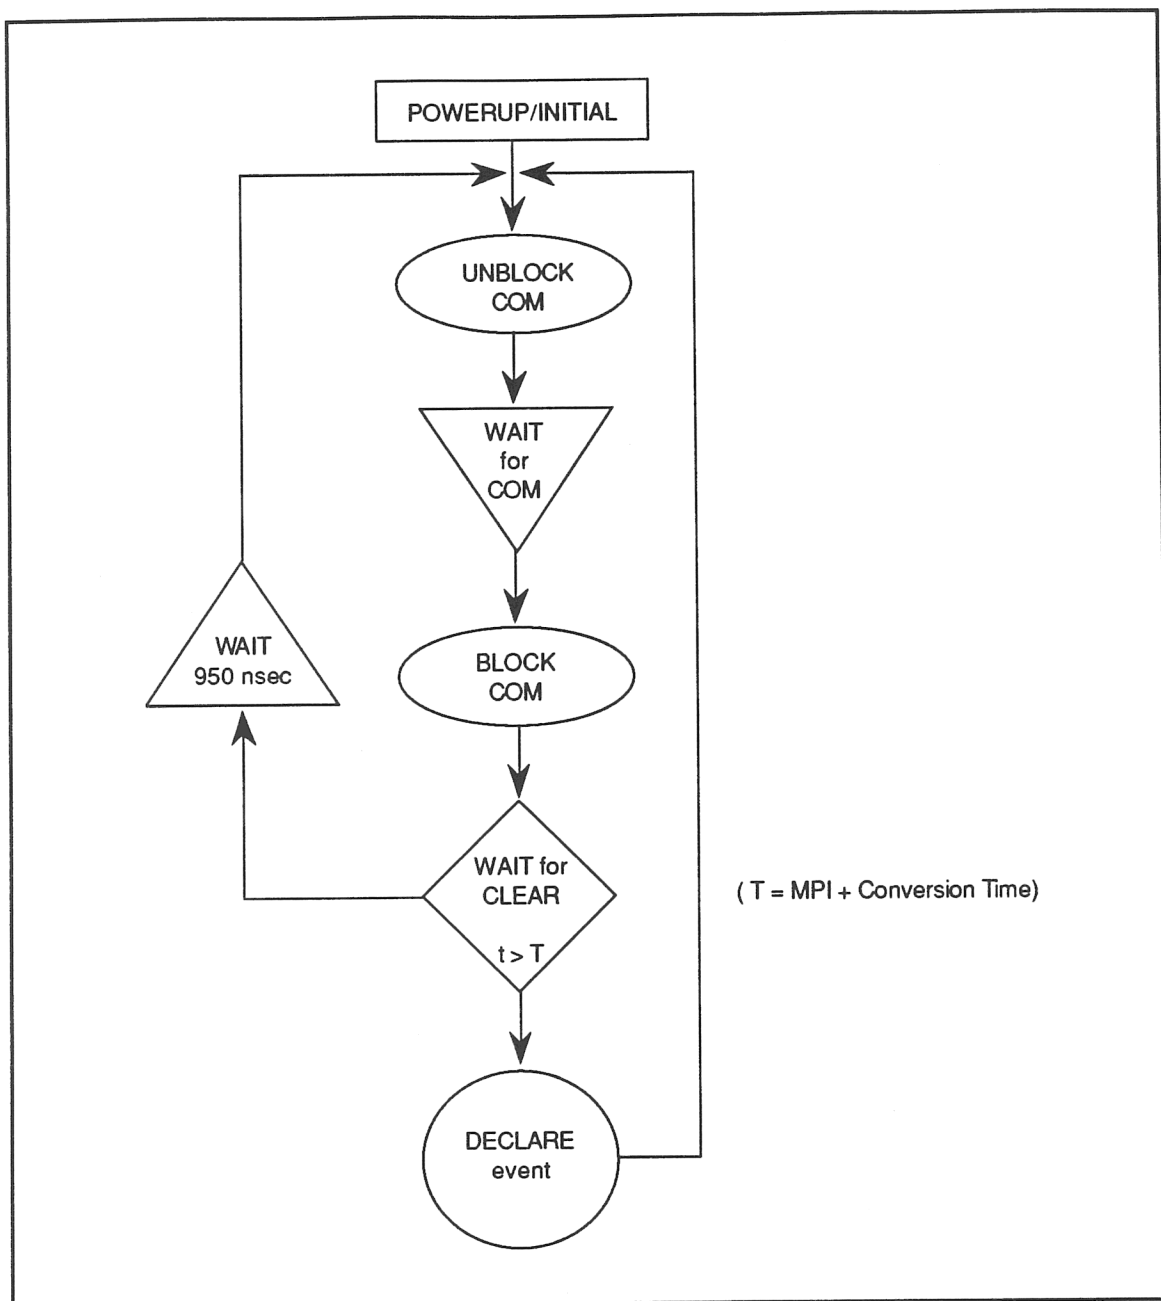 POWERUP/INITIAL
UNBLOCK
COM
WAIT
for
COM
WAIT
950 nsec
BLOCK
COM
WAIT for
CLEAR
t > T
( T = MPI + Conversion Time)
DECLARE
event